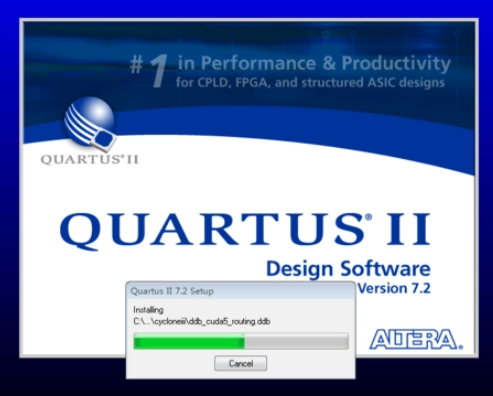 #1 in Performance & Productivity
for CPLD, FPGA, and structured ASIC designs
QUARTUS® II
QUARTUS® II
Design Software
Version 7.2
Quartus II 7.2 Setup
Installing
C:\...\cycloneiii\ddb_cuda5_routing.ddb
Cancel
ALTERA.